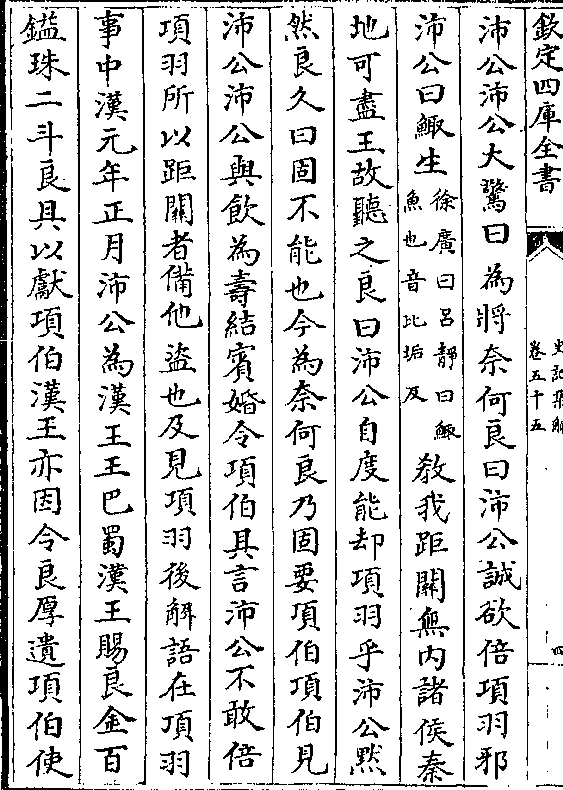 欽定四庫全書
史記集解
卷五十五
四
沛公沛公大驚曰為將奈何良曰沛公誠欲倍項羽邪
沛公曰鯫生徐廣曰呂靜曰鯫魚也音比垢反教我距關無内諸侯秦
地可盡王故聽之良曰沛公自度能却項羽乎沛公黙
然良久曰固不能也今為奈何良乃固要項伯項伯見
沛公沛公與飲為壽結賓婚令項伯具言沛公不敢倍
項羽所以距關者備他盜也及見項羽後解語在項羽
事中漢元年正月沛公為漢王王巴蜀漢王賜良金百
鎰珠二斗良具以獻項伯漢王亦因令良厚遺項伯使